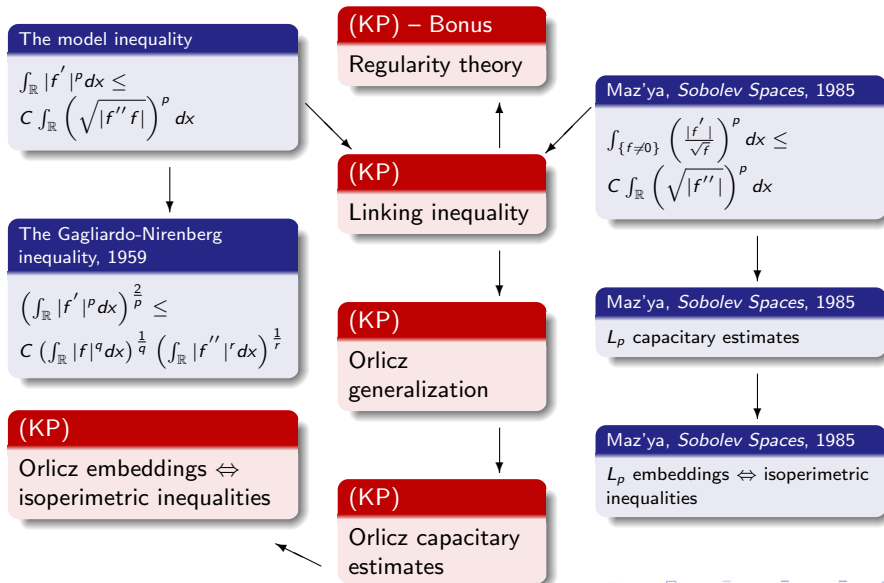 The model inequality
∫_ℝ |f′|^p dx ≤
C ∫_ℝ (√|f″ f|)^p dx
The Gagliardo-Nirenberg
inequality, 1959
(∫_ℝ |f′|^p dx)^{2/p} ≤
C (∫_ℝ |f|^q dx)^{1/q} (∫_ℝ |f″|^r dx)^{1/r}
(KP)
Orlicz embeddings ⇔
isoperimetric inequalities
(KP) – Bonus
Regularity theory
(KP)
Linking inequality
(KP)
Orlicz
generalization
(KP)
Orlicz capacitary
estimates
Maz'ya, Sobolev Spaces, 1985
∫_{f≠0} (|f′|/√f)^p dx ≤
C ∫_ℝ (√|f″|)^p dx
Maz'ya, Sobolev Spaces, 1985
L_p capacitary estimates
Maz'ya, Sobolev Spaces, 1985
L_p embeddings ⇔ isoperimetric
inequalities